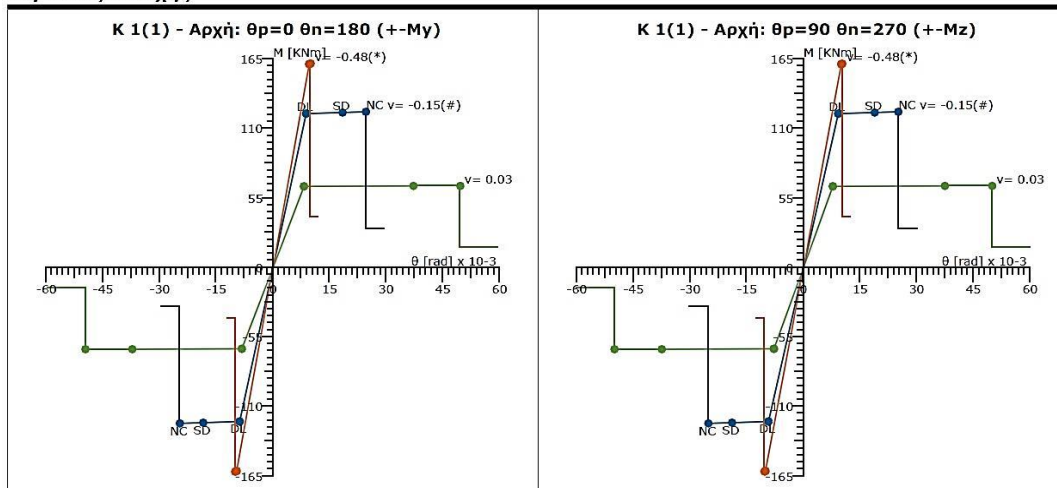 K 1(1) - Αρχή: θp=0 θn=180 (+-My)
M [KNm]
v= -0.48(*)
165
DL
SD
NC v= -0.15(#)
110
v= 0.03
55
0
θ [rad] x 10-3
-60
-45
-30
-15
0
15
30
45
60
-55
-110
NC
SD
DL
-165
K 1(1) - Αρχή: θp=90 θn=270 (+-Mz)
M [KNm]
v= -0.48(*)
165
DL
SD
NC v= -0.15(#)
110
v= 0.03
55
0
θ [rad] x 10-3
-60
-45
-30
-15
0
15
30
45
60
-55
-110
NC
SD
DL
-165